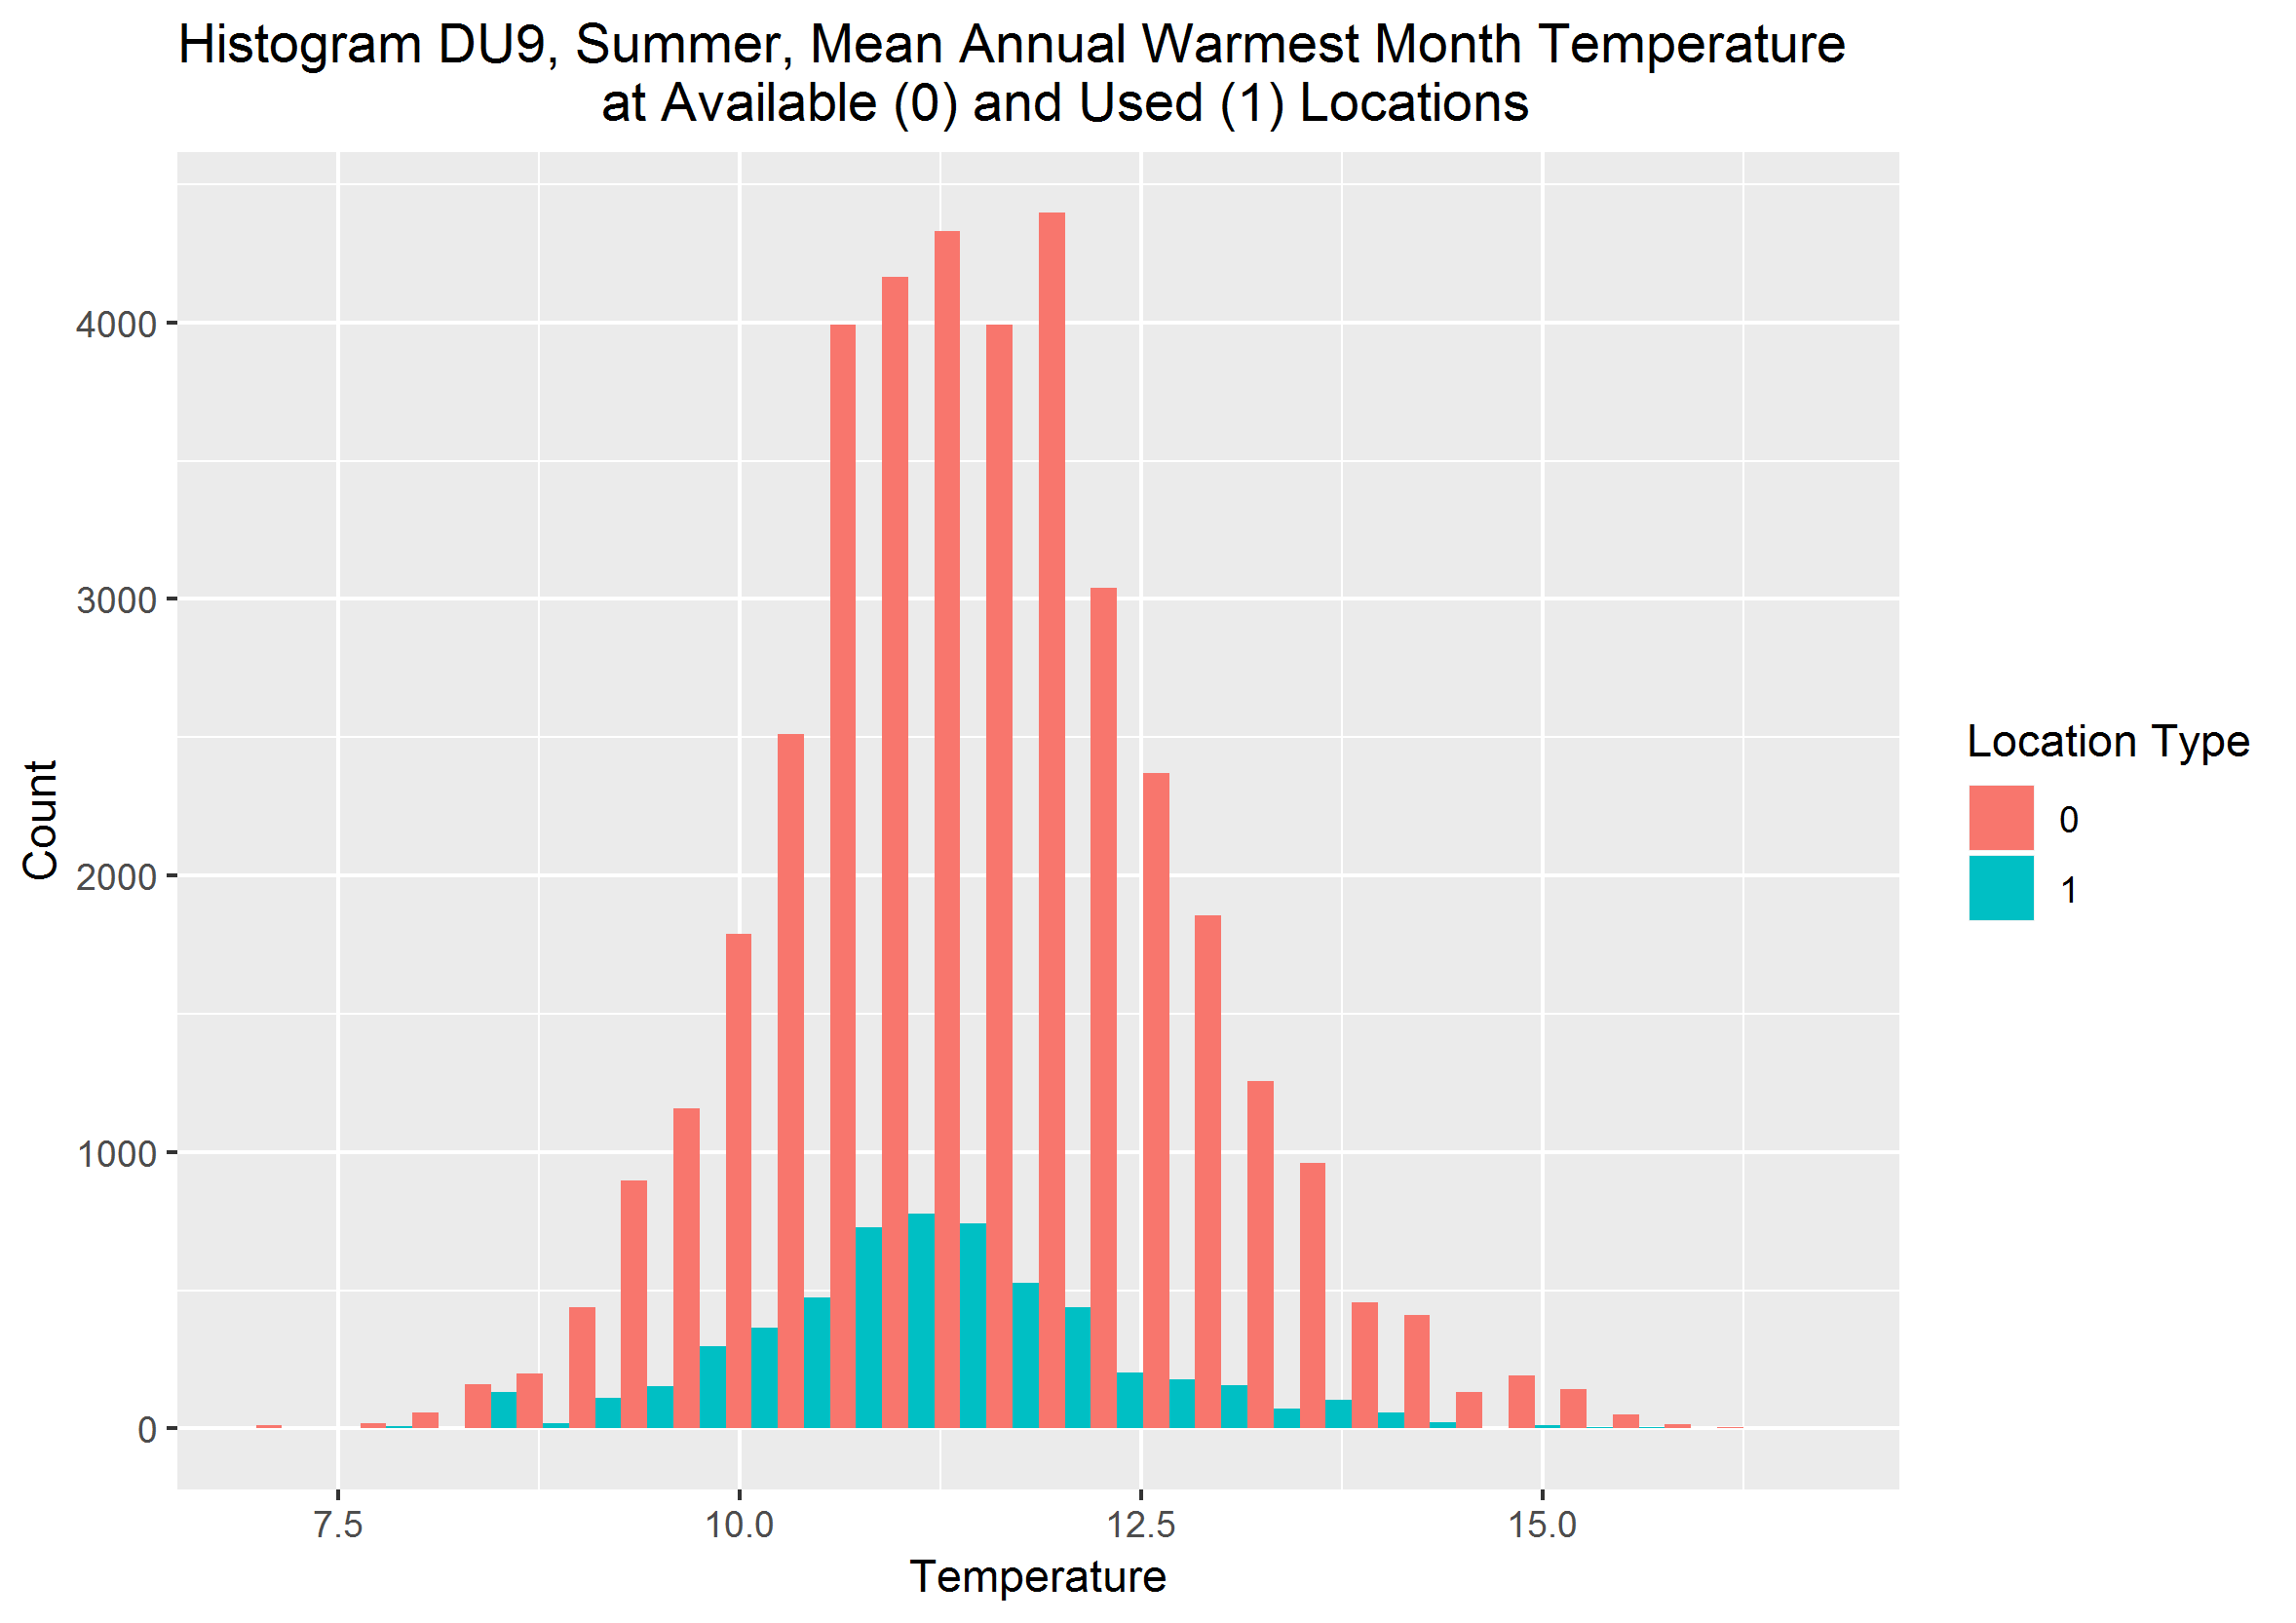 Histogram DU9, Summer, Mean Annual Warmest Month Temperature
at Available (0) and Used (1) Locations
Count
4000
3000
2000
1000
0
7.5
10.0
12.5
15.0
Temperature
Location Type
0
1